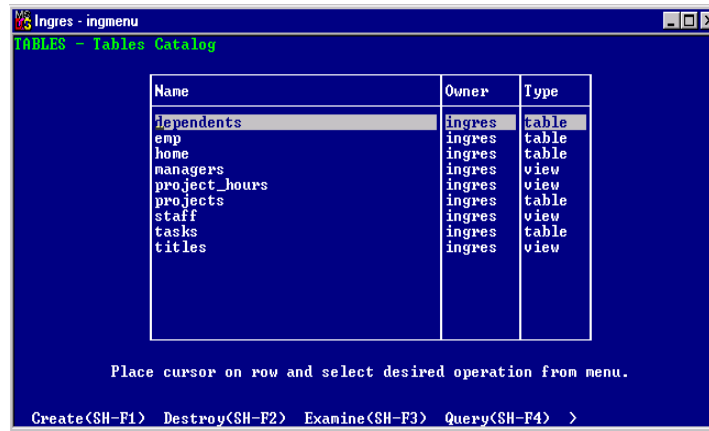 Ingres - ingmenu
TABLES - Tables Catalog
Name Owner Type
dependents ingres table
emp ingres table
home ingres table
managers ingres view
project_hours ingres view
projects ingres table
staff ingres view
tasks ingres table
titles ingres view
Place cursor on row and select desired operation from menu.
Create(SH-F1) Destroy(SH-F2) Examine(SH-F3) Query(SH-F4) >